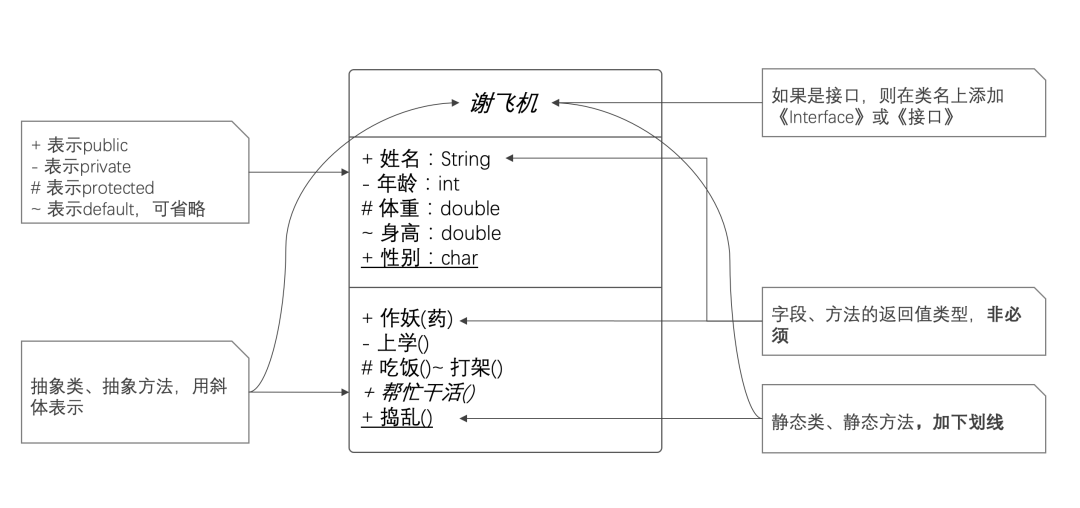 谢飞机
+ 姓名：String
- 年龄：int
# 体重：double
~ 身高：double
+ 性别：char
+ 作妖(药)
- 上学()
# 吃饭()~ 打架()
+ 帮忙干活()
+ 捣乱()
+ 表示public
- 表示private
# 表示protected
~ 表示default，可省略
抽象类、抽象方法，用斜
体表示
如果是接口，则在类名上添加
《Interface》或《接口》
字段、方法的返回值类型，非必
须
静态类、静态方法，加下划线